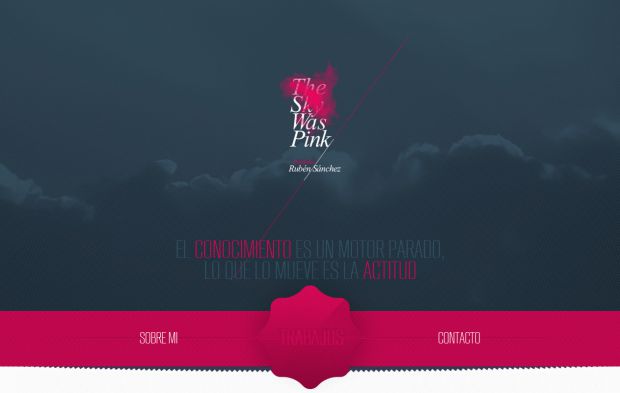 The
Sky
Was
Pink
Rubén Sánchez
EL CONOCIMIENTO ES UN MOTOR PARADO,
LO QUE LO MUEVE ES LA ACTITUD
SOBRE MI
TRABAJOS
CONTACTO